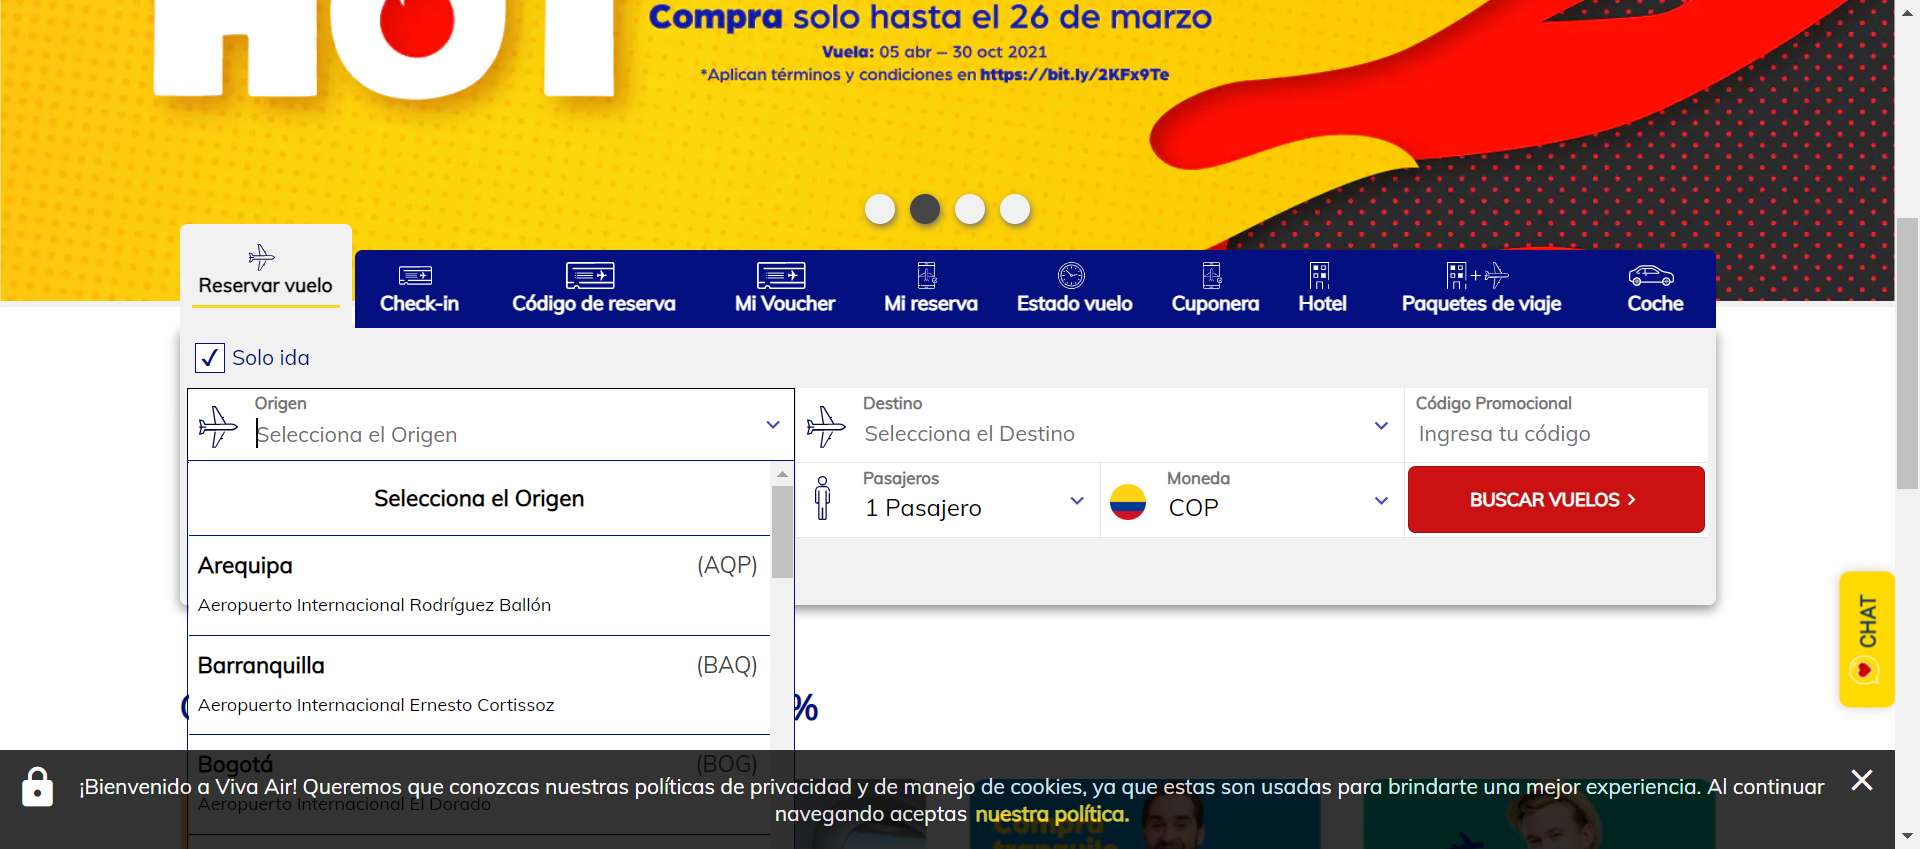 HOT
Compra solo hasta el 26 de marzo
Vuela: 05 abr – 30 oct 2021
*Aplican términos y condiciones en https://bit.ly/2KFx9Te
Reservar vuelo
Check-in
Código de reserva
Mi Voucher
Mi reserva
Estado vuelo
Cuponera
Hotel
Paquetes de viaje
Coche
Solo ida
Origen
Selecciona el Origen
Destino
Selecciona el Destino
Código Promocional
Ingresa tu código
Pasajeros
1 Pasajero
Moneda
COP
BUSCAR VUELOS
Selecciona el Origen
Arequipa (AQP)
Aeropuerto Internacional Rodríguez Ballón
Barranquilla (BAQ)
Aeropuerto Internacional Ernesto Cortissoz
%
Bogotá (BOG)
Aeropuerto Internacional El Dorado
CHAT
¡Bienvenido a Viva Air! Queremos que conozcas nuestras políticas de privacidad y de manejo de cookies, ya que estas son usadas para brindarte una mejor experiencia. Al continuar
navegando aceptas nuestra política.
Compra
tranquilo